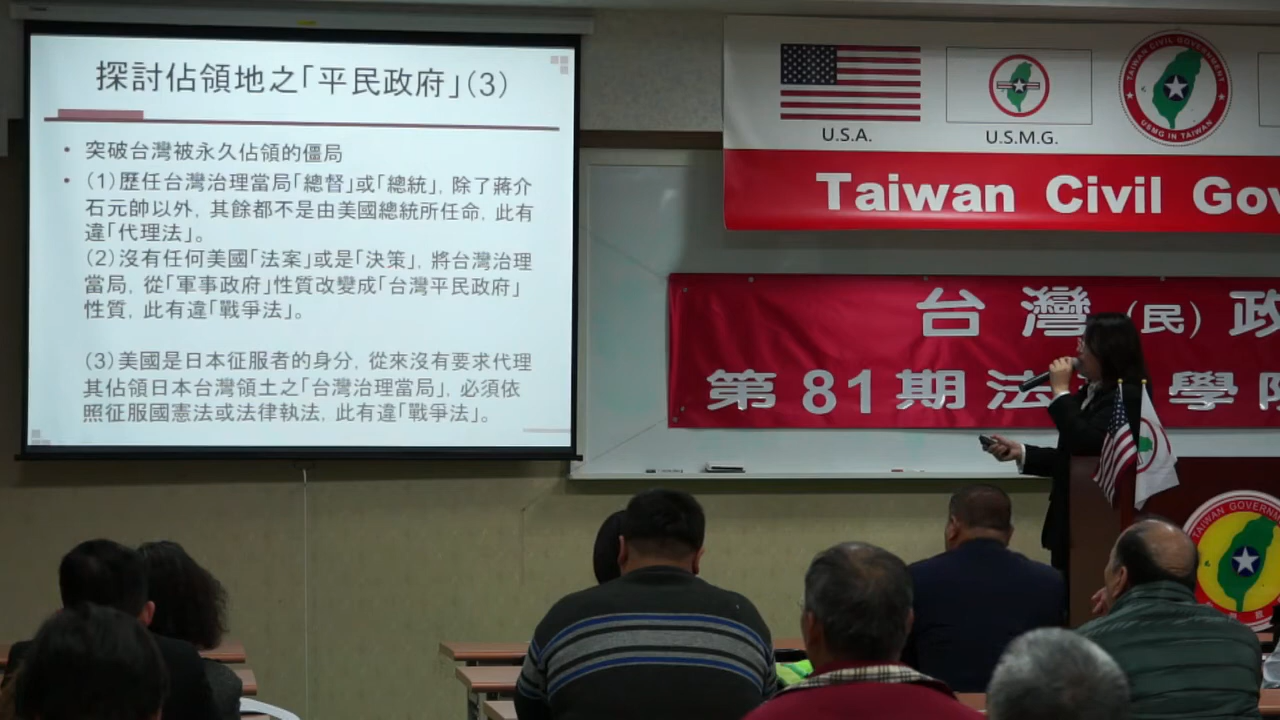 探討佔領地之「平民政府」(3)
• 突破台灣被永久佔領的僵局
• (1)歷任台灣治理當局「總督」或「總統」，除了蔣介
石元帥以外，其餘都不是由美國總統所任命，此有
違「代理法」。
(2)沒有任何美國「法案」或是「決策」，將台灣治理
當局，從「軍事政府」性質改變成「台灣平民政府」
性質，此有違「戰爭法」。
(3)美國是日本征服者的身分，從來沒有要求代理
其佔領日本台灣領土之「台灣治理當局」，必須依
照征服國憲法或法律執法，此有違「戰爭法」。
U.S.A.
U.S.M.G.
TAIWAN CIVIL GOVERNMENT
USMG IN TAIWAN
Taiwan Civil Gov
台灣(民)政
第81期法 學院
TAIWAN GOVERNM